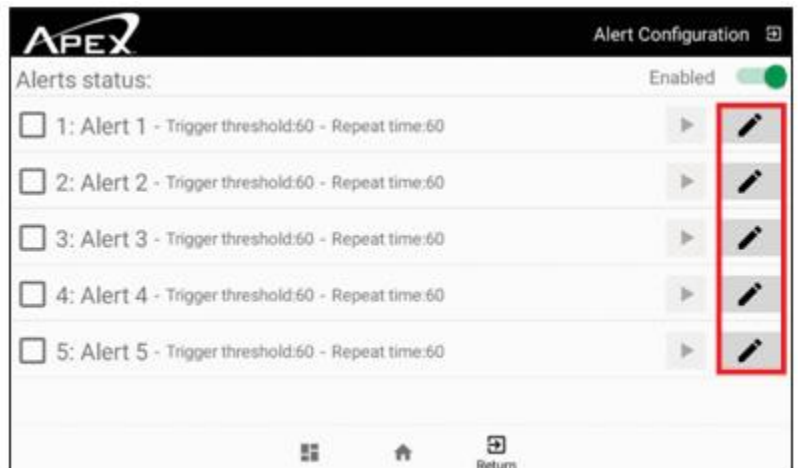 APEX
Alert Configuration
Alerts status:
Enabled
1: Alert 1 - Trigger threshold:60 - Repeat time:60
2: Alert 2 - Trigger threshold:60 - Repeat time:60
3: Alert 3 - Trigger threshold:60 - Repeat time:60
4: Alert 4 - Trigger threshold:60 - Repeat time:60
5: Alert 5 - Trigger threshold:60 - Repeat time:60
Return